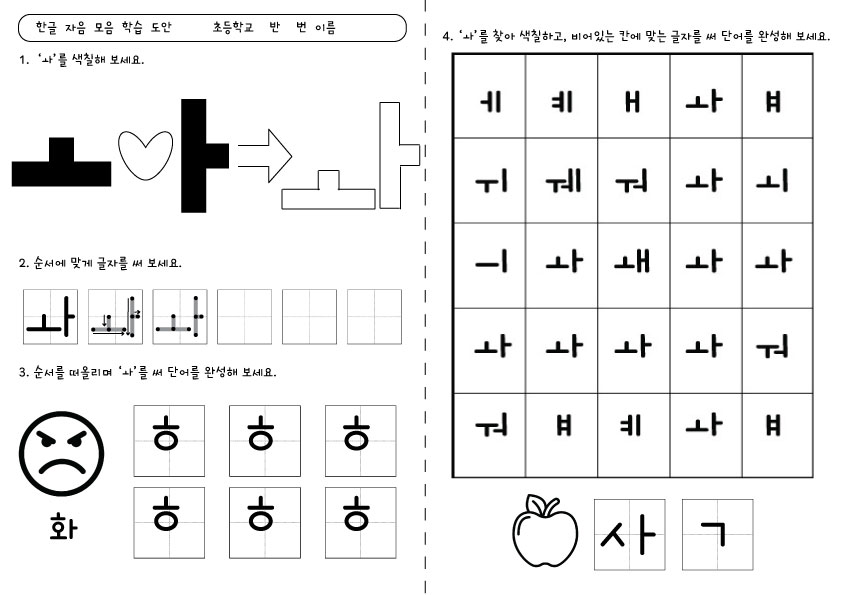 한글 자음 모음 학습 도안 초등학교 반 번 이름
1. ‘ㅘ’를 색칠해 보세요.
ㅗ ㅏ ㅘ
2. 순서에 맞게 글자를 써 보세요.
ㅘ ㅘ ㅘ
3. 순서를 떠올리며 ‘ㅘ’를 써 단어를 완성해 보세요.
ㅎ ㅎ ㅎ
화 ㅎ ㅎ ㅎ
4. ‘ㅘ’를 찾아 색칠하고, 비어있는 칸에 맞는 글자를 써 단어를 완성해 보세요.
ㅔ ㅖ ㅐ ㅘ ㅒ
ㅟ ㅞ ㅝ ㅘ ㅚ
ㅢ ㅘ ㅙ ㅘ ㅘ
ㅘ ㅘ ㅘ ㅘ ㅝ
ㅝ ㅒ ㅖ ㅘ ㅒ
사 ㄱ